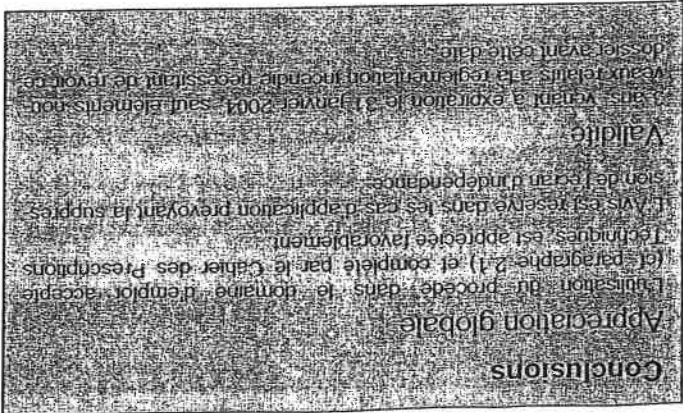 Conclusions
Appréciation globale
L'utilisation du procédé dans le domaine d'emploi accepté
(cf. paragraphe 2.1) et complété par le Cahier des Prescriptions
Techniques, est appréciée favorablement.
L'Avis est réservé dans les cas d'application prévoyant la suppres-
sion de l'écran d'indépendance.
Validité
3 ans, venant à expiration le 31 janvier 2004, sauf éléments nou-
veaux relatifs à la réglementation incendie nécessitant de revoir ce
dossier avant cette date.